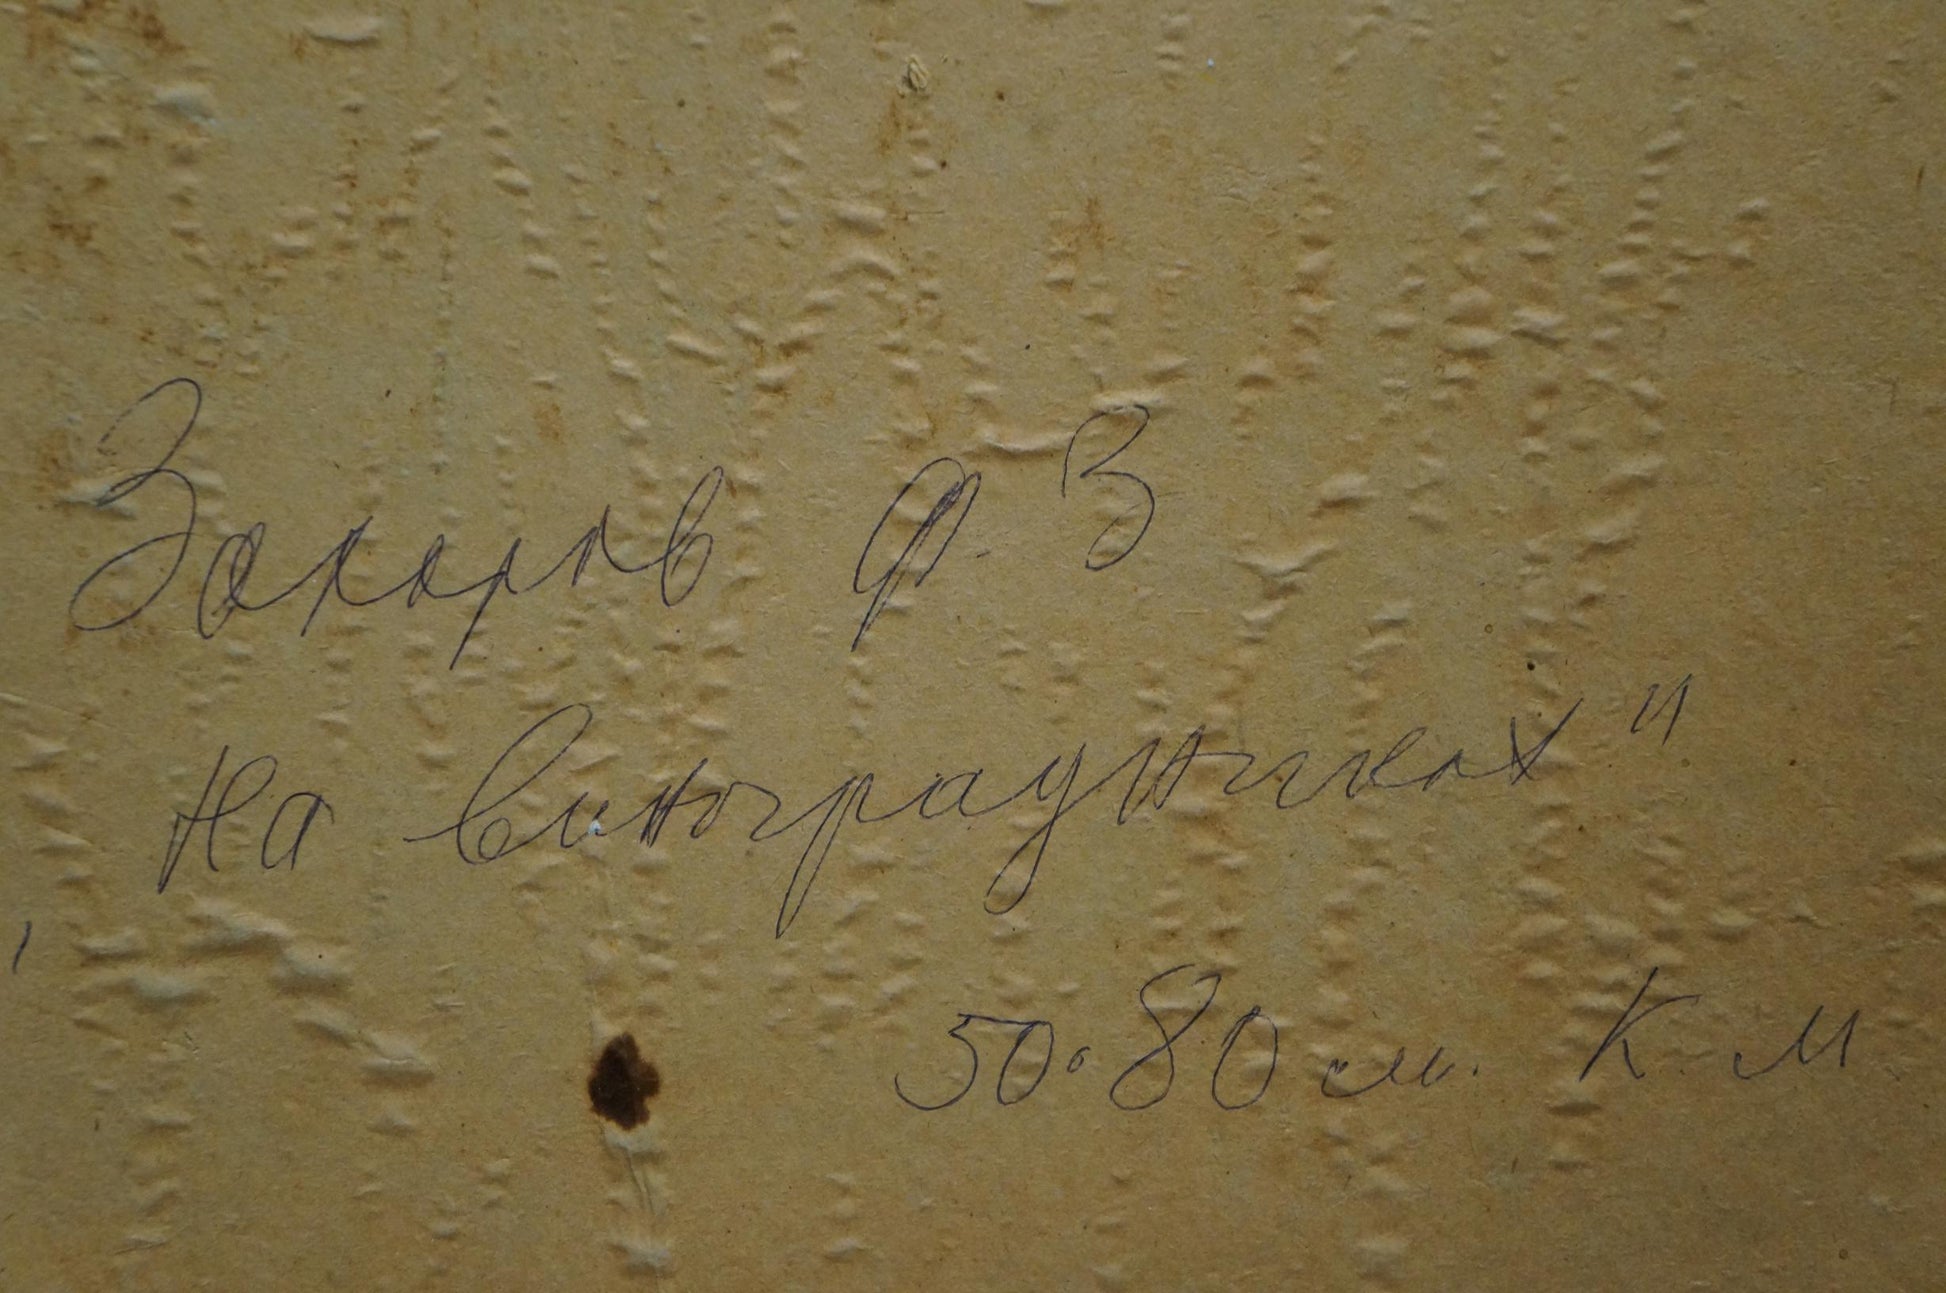 Захаров Ф. З
На виноградниках"
50·80 см. К. М